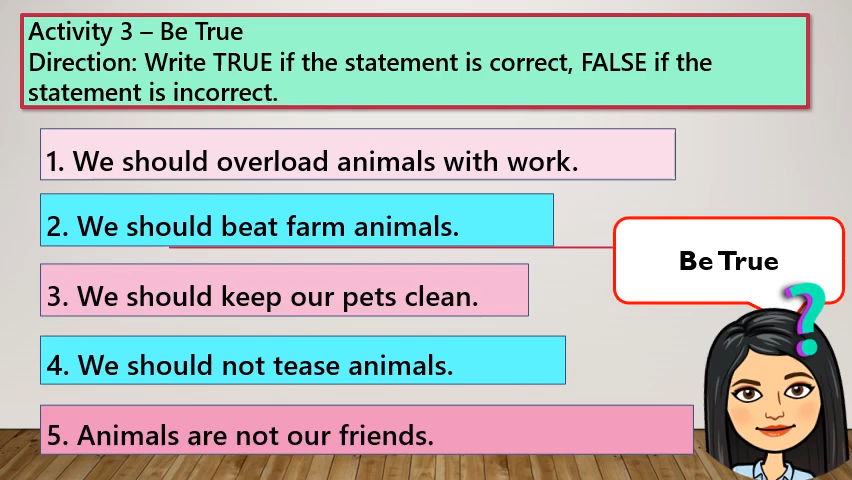 Activity 3 – Be True
Direction: Write TRUE if the statement is correct, FALSE if the
statement is incorrect.
1. We should overload animals with work.
2. We should beat farm animals.
3. We should keep our pets clean.
4. We should not tease animals.
5. Animals are not our friends.
Be True
?